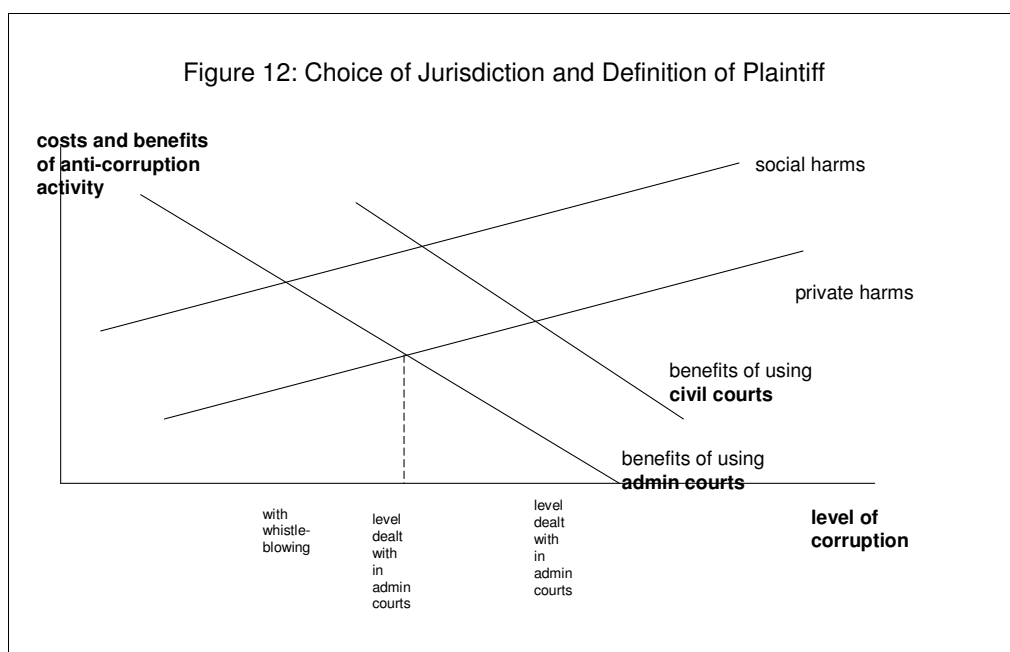 Figure 12: Choice of Jurisdiction and Definition of Plaintiff
costs and benefits
of anti-corruption
activity
social harms
private harms
benefits of using
civil courts
benefits of using
admin courts
with
whistle-
blowing
level
dealt
with
in
admin
courts
level
dealt
with
in
admin
courts
level of
corruption